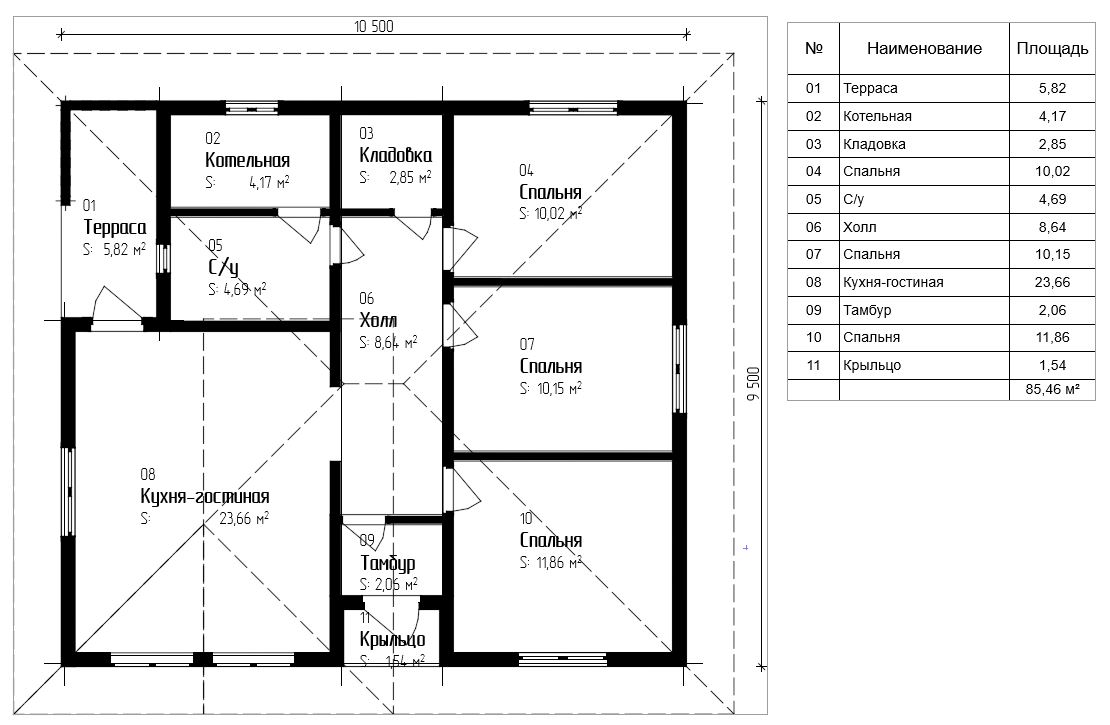 10 500
02
Котельная
S: 4,17 м²
03
Кладовка
S: 2,85 м²
04
Спальня
S: 10,02 м²
01
Терраса
S: 5,82 м²
05
С/у
S: 4,69 м²
06
Холл
S: 8,64 м²
07
Спальня
S: 10,15 м²
9 500
08
Кухня-гостиная
S: 23,66 м²
10
Спальня
S: 11,86 м²
09
Тамбур
S: 2,06 м²
11
Крыльцо
S: 1,54 м²
№ Наименование Площадь
01 Терраса 5,82
02 Котельная 4,17
03 Кладовка 2,85
04 Спальня 10,02
05 С/у 4,69
06 Холл 8,64
07 Спальня 10,15
08 Кухня-гостиная 23,66
09 Тамбур 2,06
10 Спальня 11,86
11 Крыльцо 1,54
85,46 м²